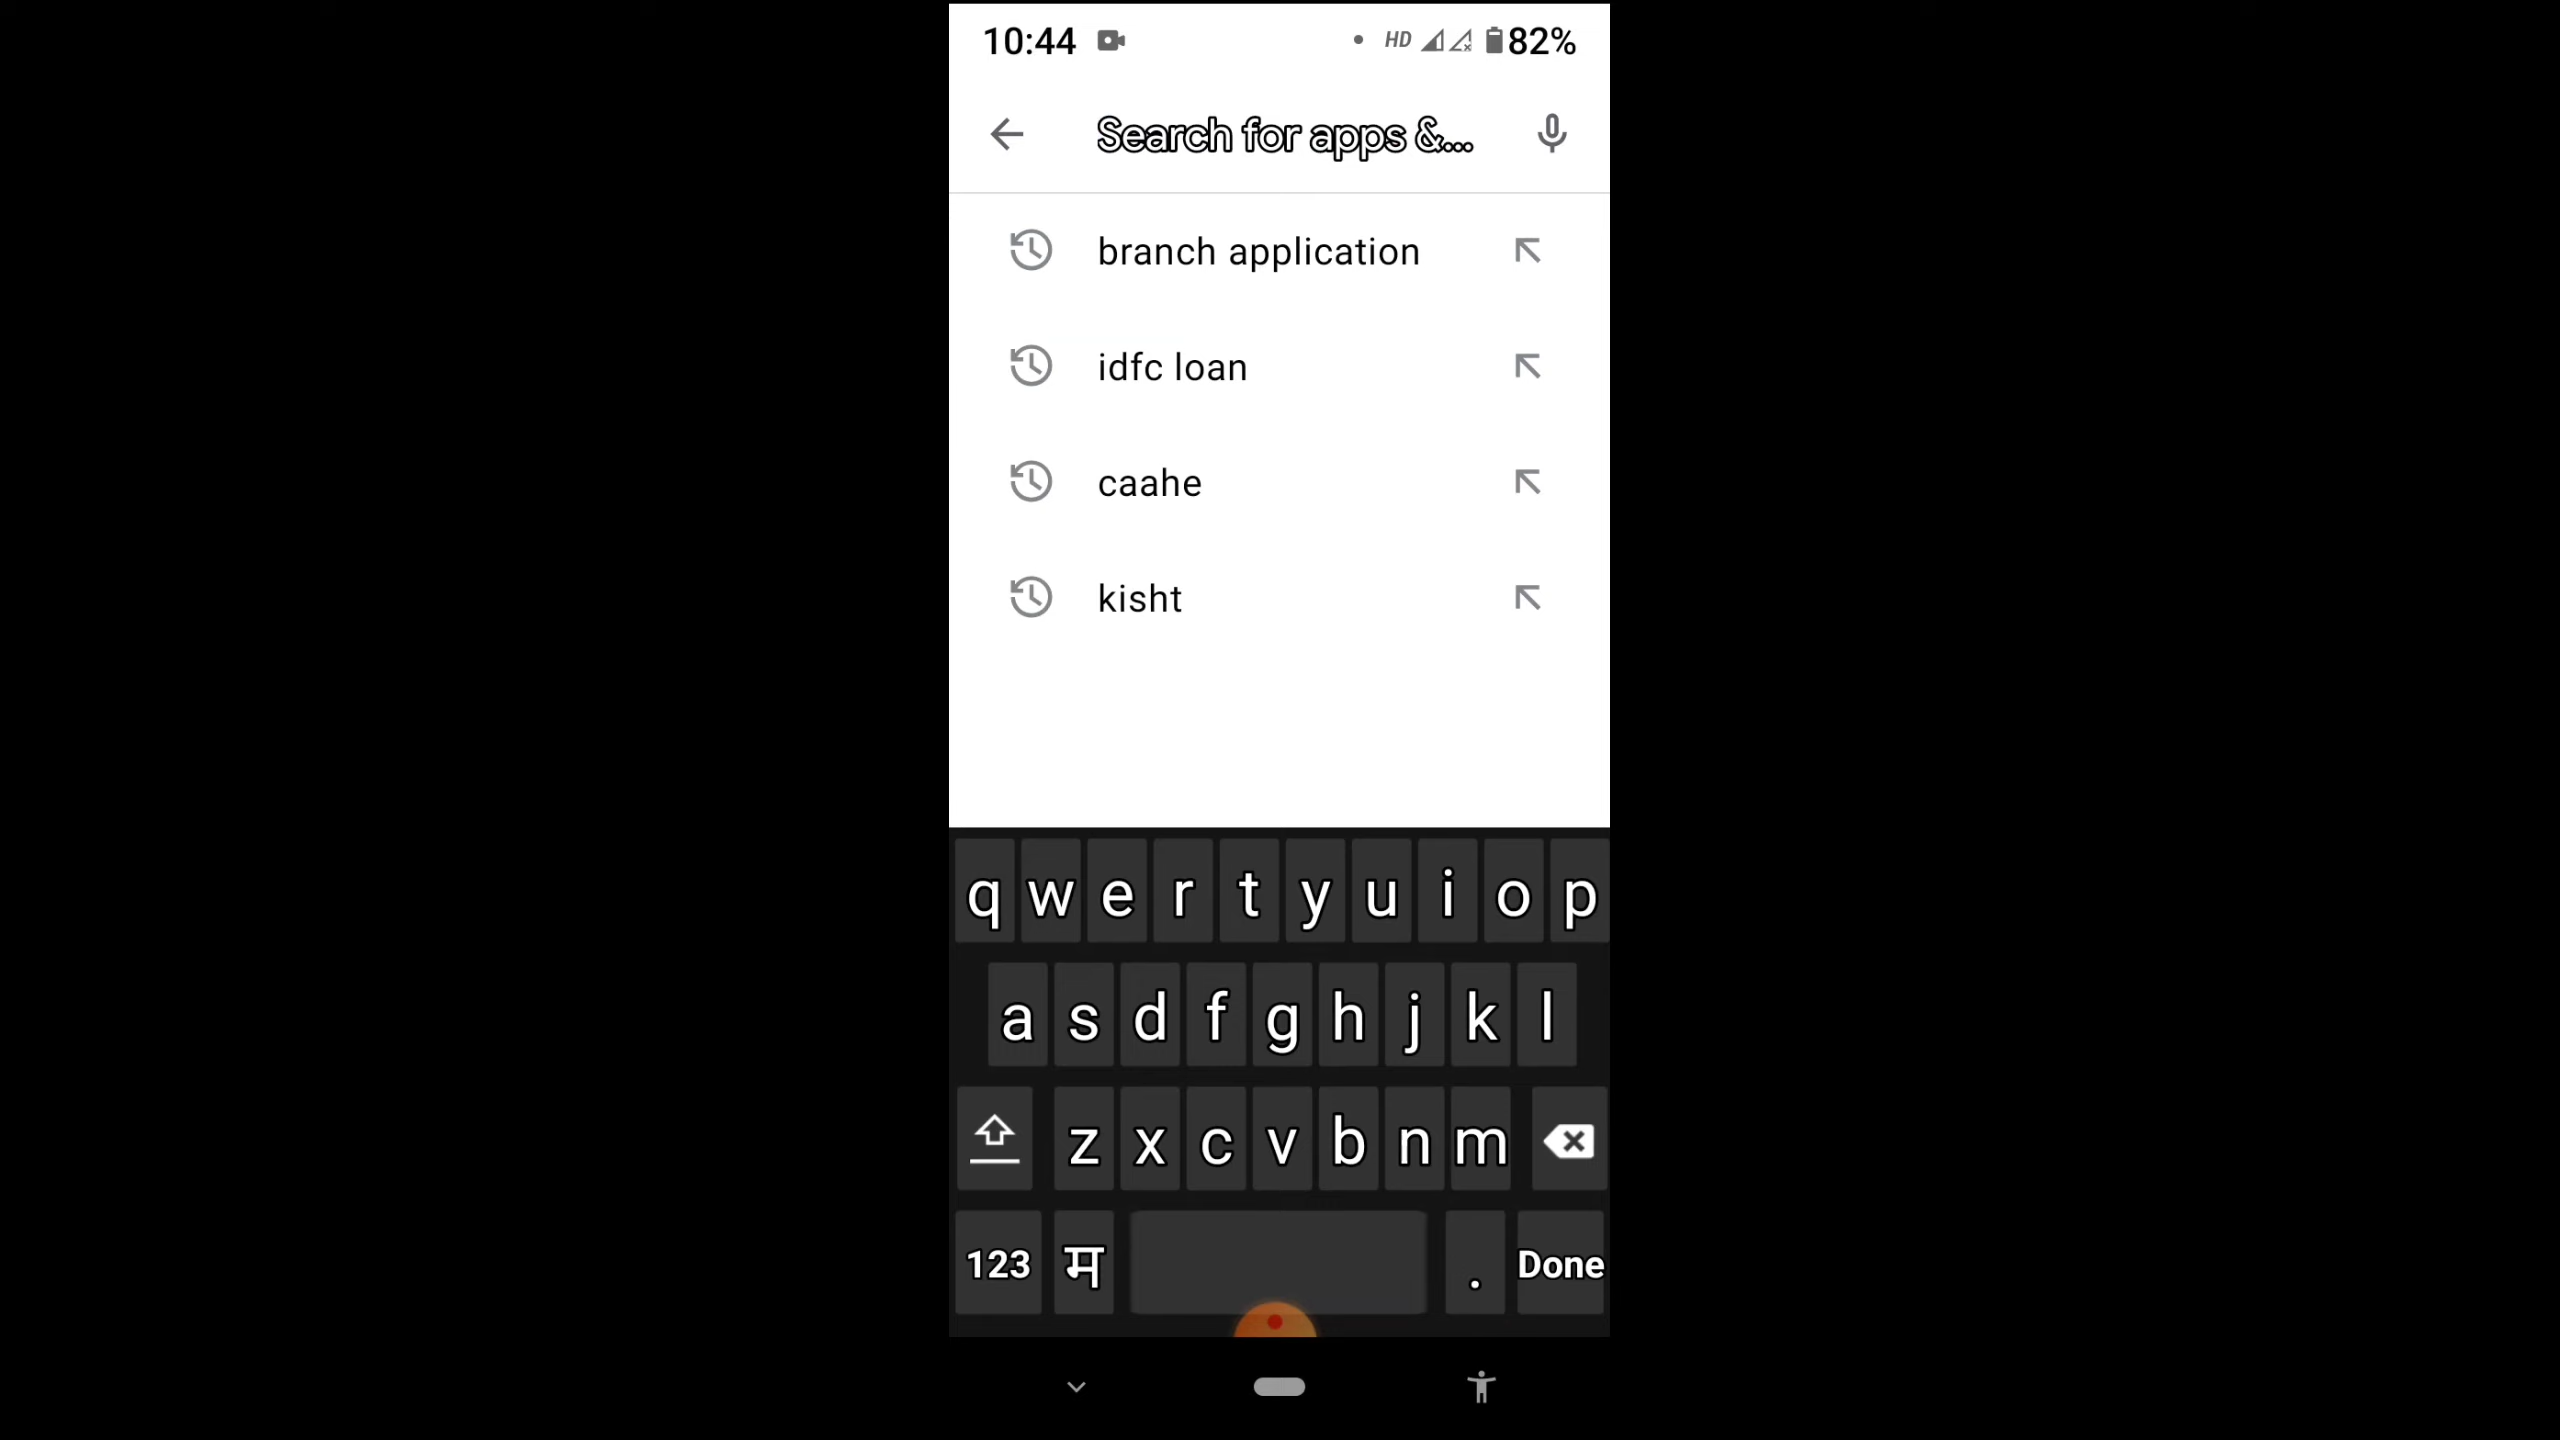 10:44 HD 82%
Search for apps &...
branch application
idfc loan
caahe
kisht
q w e r t y u i o p
a s d f g h j k l
z x c v b n m
123 म . Done